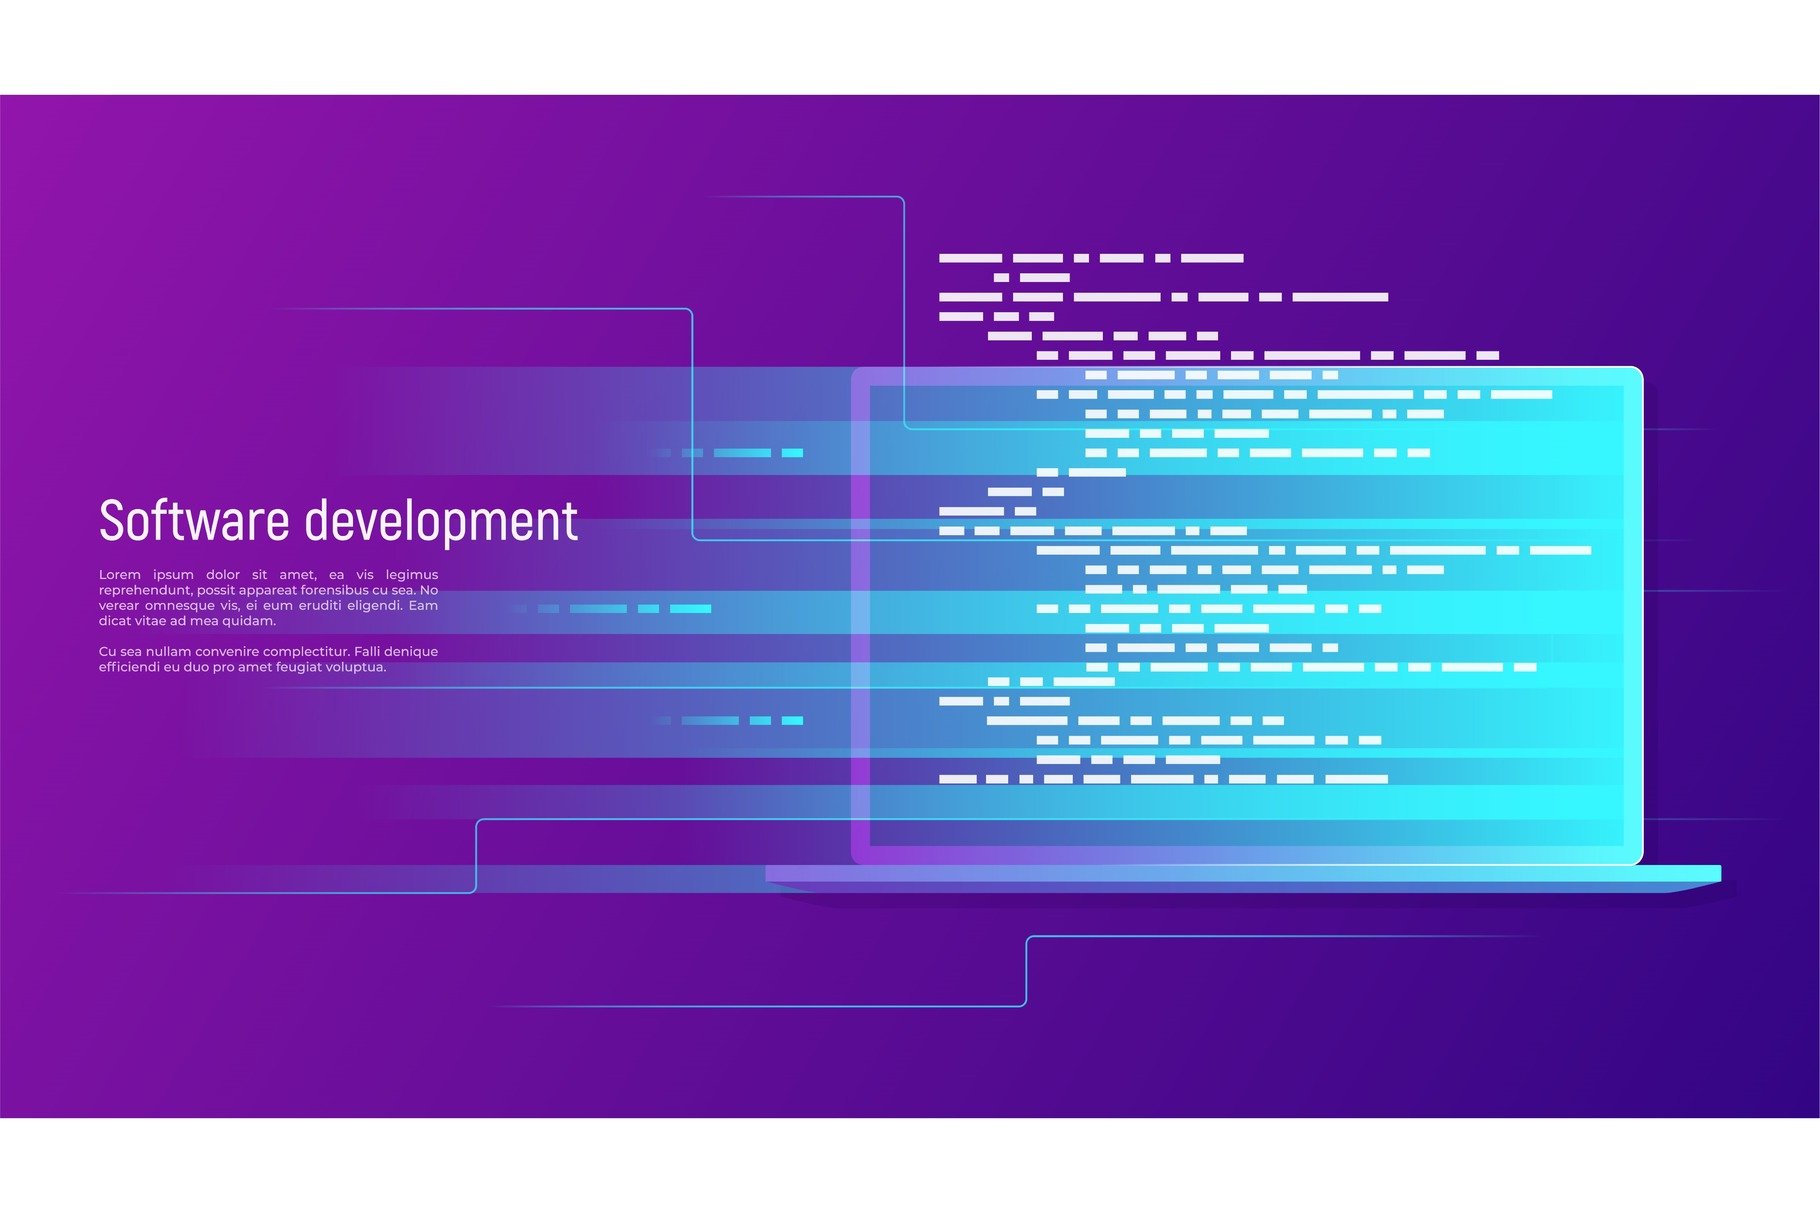 Software development
Lorem ipsum dolor sit amet, ea vis legimus
reprehendunt, possit appareat forensibus cu sea. No
verear omnesque vis, ei eum eruditi eligendi. Eam
dicat vitae ad mea quidam.
Cu sea nullam convenire complectitur. Falli denique
efficiendi eu duo pro amet feugiat voluptua.